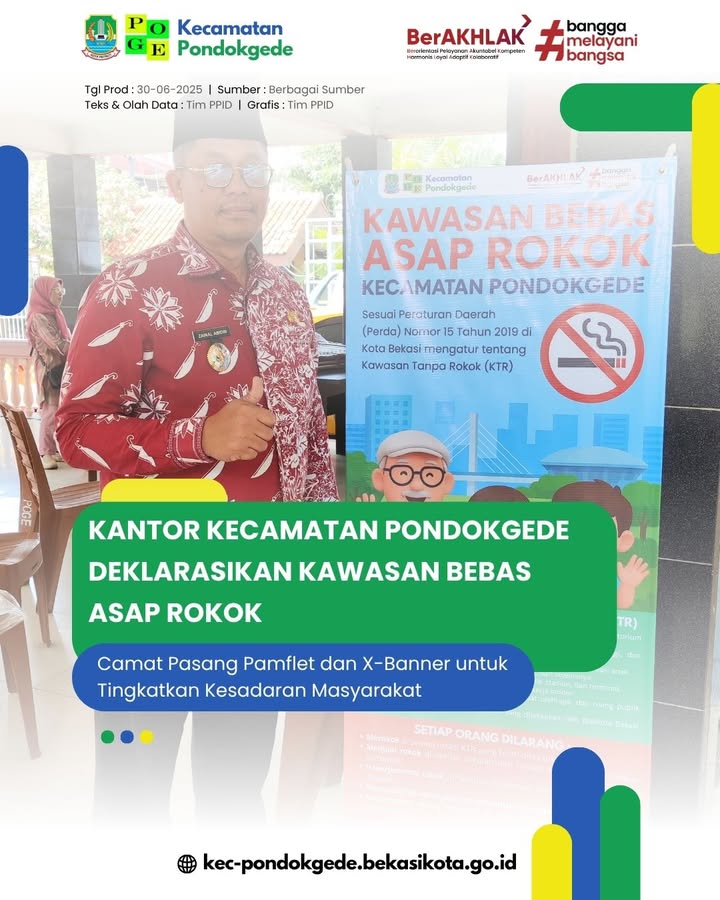 POGE
Kecamatan
Pondokgede
BerAKHLAK
Berorientasi Pelayanan Akuntabel Kompeten
Harmonis Loyal Adaptif Kolaboratif
#bangga
melayani
bangsa
Tgl Prod : 30-06-2025 | Sumber : Berbagai Sumber
Teks & Olah Data : Tim PPID | Grafis : Tim PPID
Kecamatan
Pondokgede
BerAKHLAK
#bangga
melayani
bangsa
KAWASAN BEBAS
ASAP ROKOK
KECAMATAN PONDOKGEDE
Sesuai Peraturan Daerah
(Perda) Nomor 15 Tahun 2019 di
Kota Bekasi mengatur tentang
Kawasan Tanpa Rokok (KTR)
POGE
KANTOR KECAMATAN PONDOKGEDE
DEKLARASIKAN KAWASAN BEBAS
ASAP ROKOK
Camat Pasang Pamflet dan X-Banner untuk
Tingkatkan Kesadaran Masyarakat
SETIAP ORANG DILARANG
kec-pondokgede.bekasikota.go.id